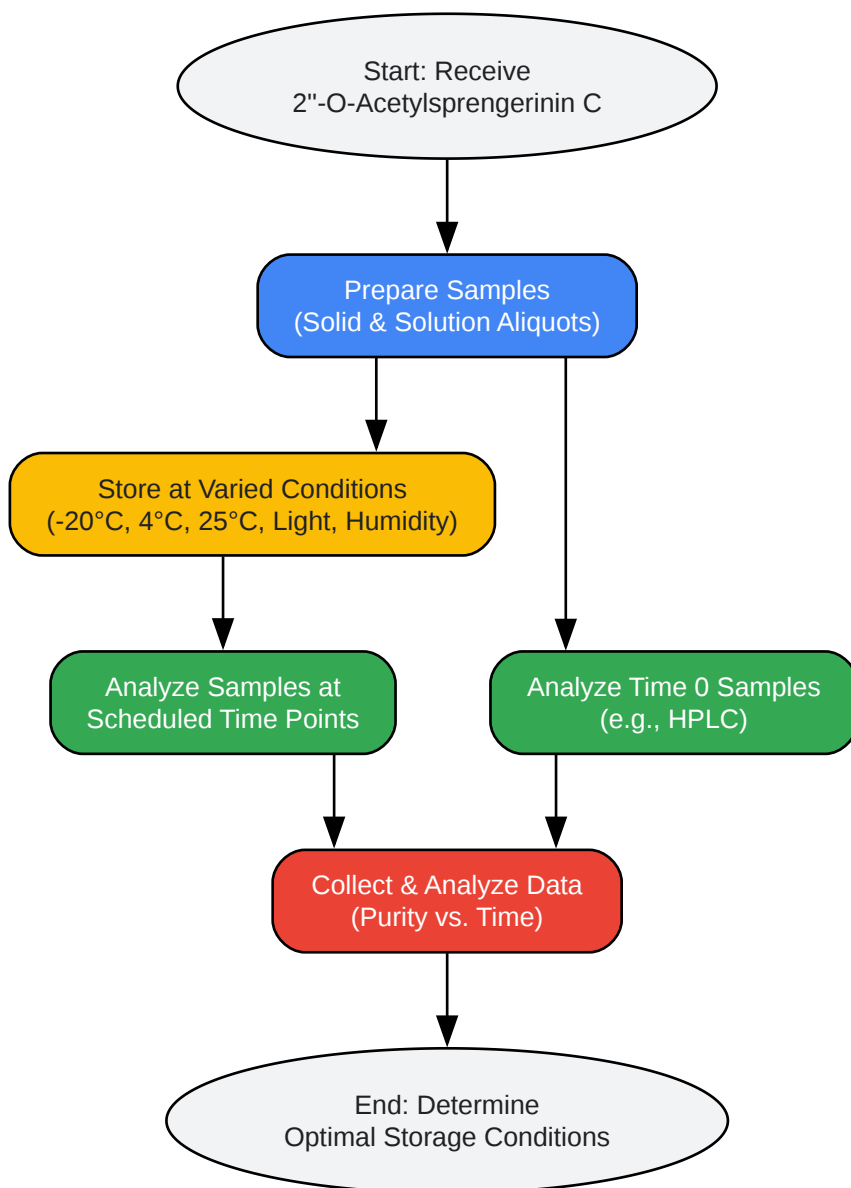 Start: Receive
2''-O-Acetylsprengerinin C
Prepare Samples
(Solid & Solution Aliquots)
Store at Varied Conditions
(-20°C, 4°C, 25°C, Light, Humidity)
Analyze Samples at
Scheduled Time Points
Analyze Time 0 Samples
(e.g., HPLC)
Collect & Analyze Data
(Purity vs. Time)
End: Determine
Optimal Storage Conditions